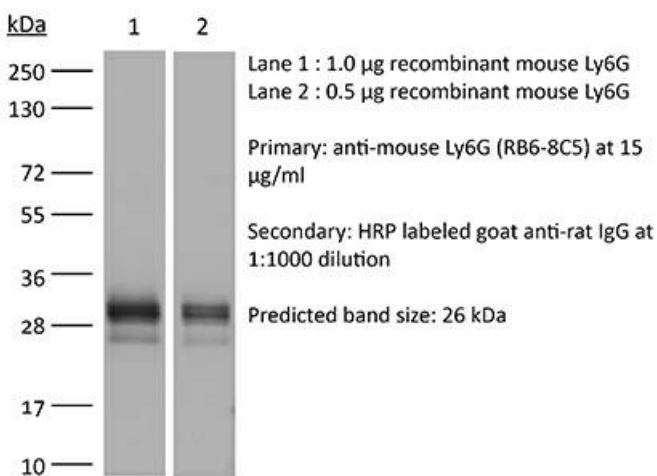 kDa
1 2
250
130
72
55
36
28
17
10
Lane 1 : 1.0 µg recombinant mouse Ly6G
Lane 2 : 0.5 µg recombinant mouse Ly6G
Primary: anti-mouse Ly6G (RB6-8C5) at 15
µg/ml
Secondary: HRP labeled goat anti-rat IgG at
1:1000 dilution
Predicted band size: 26 kDa